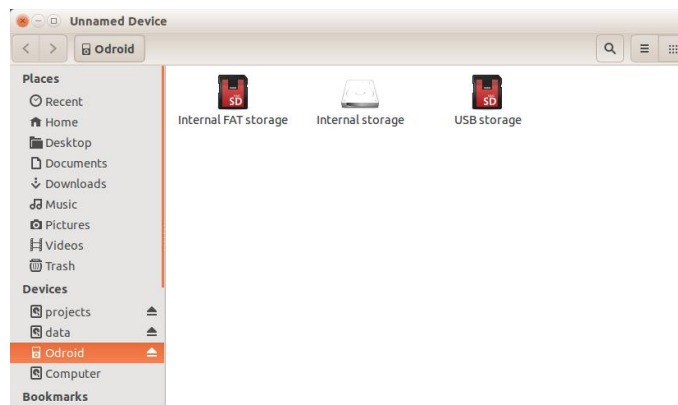 Unnamed Device
Odroid
Places
Recent
Home
Desktop
Documents
Downloads
Music
Pictures
Videos
Trash
Devices
projects
data
Odroid
Computer
Bookmarks
SD
Internal FAT storage
Internal storage
SD
USB storage